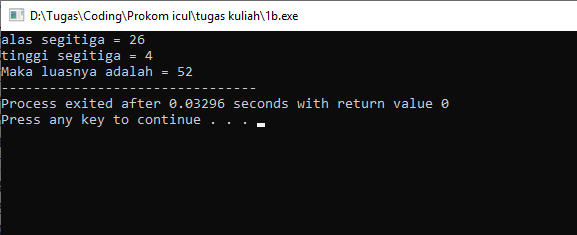 D:\Tugas\Coding\Prokom icul\tugas kuliah\1b.exe
alas segitiga = 26
tinggi segitiga = 4
Maka luasnya adalah = 52
--------------------------------
Process exited after 0.03296 seconds with return value 0
Press any key to continue . . .